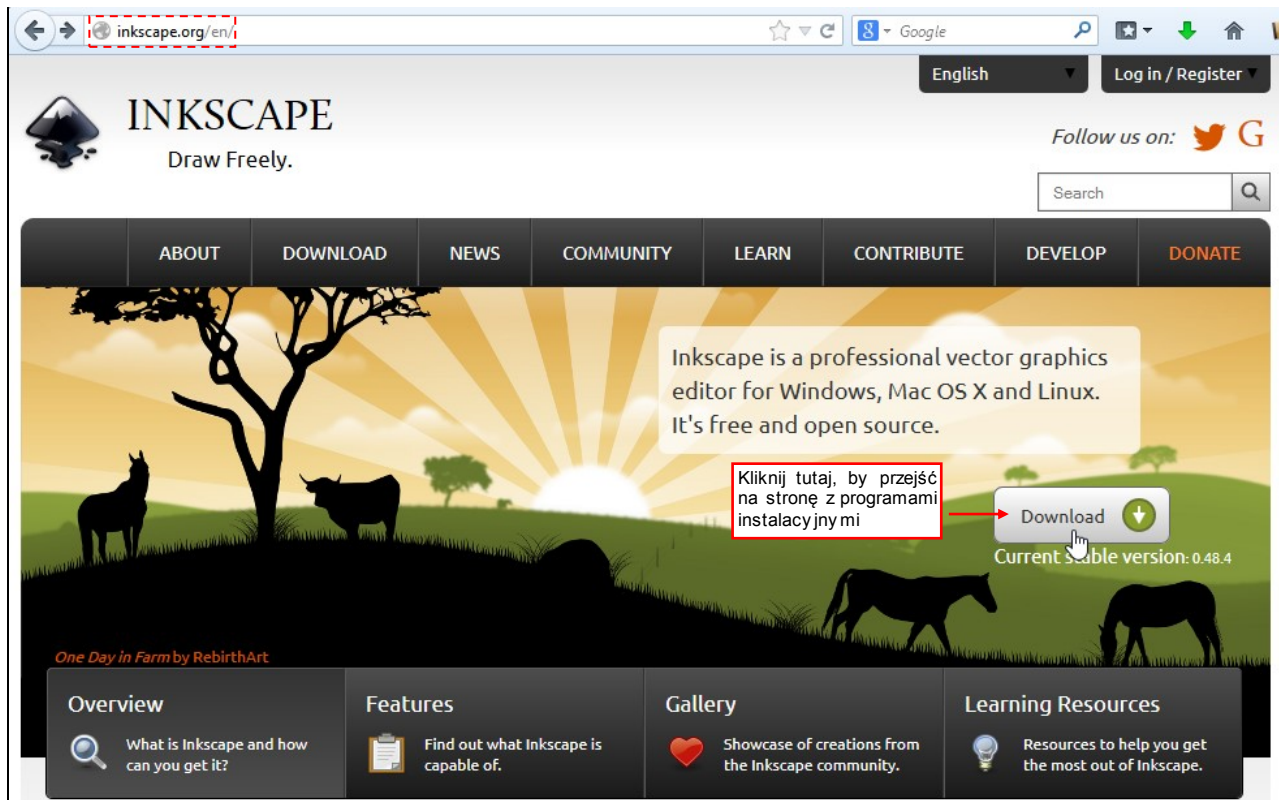 inkscape.org/en/
Google
English
Log in / Register
INKSCAPE
Draw Freely.
Follow us on:
G
Search
ABOUT
DOWNLOAD
NEWS
COMMUNITY
LEARN
CONTRIBUTE
DEVELOP
DONATE
Inkscape is a professional vector graphics
editor for Windows, Mac OS X and Linux.
It's free and open source.
Kliknij tutaj, by przejść
na stronę z programami
instalacyjnymi
Download
Current stable version: 0.48.4
One Day in Farm by RebirthArt
Overview
What is Inkscape and how
can you get it?
Features
Find out what Inkscape is
capable of.
Gallery
Showcase of creations from
the Inkscape community.
Learning Resources
Resources to help you get
the most out of Inkscape.